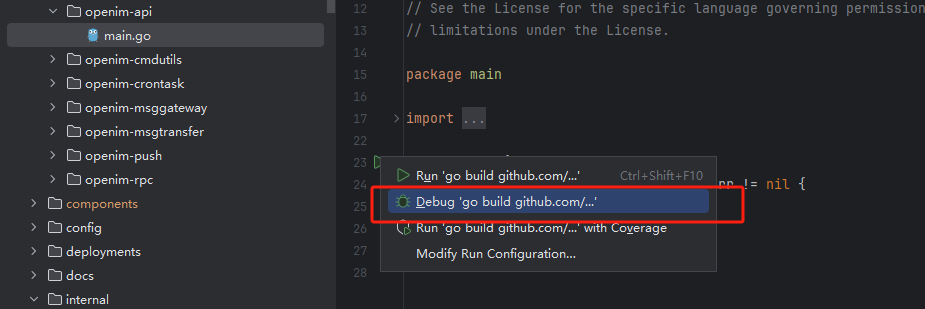 openim-api
main.go
openim-cmdutils
openim-crontask
openim-msggateway
openim-msgtransfer
openim-push
openim-rpc
components
config
deployments
docs
internal
12 // See the License for the specific language governing permission
13 // limitations under the License.
14
15 package main
16
17 import ...
22
23
24 != nil {
25
26
27
28
Run 'go build github.com/...' Ctrl+Shift+F10
Debug 'go build github.com/...'
Run 'go build github.com/...' with Coverage
Modify Run Configuration...